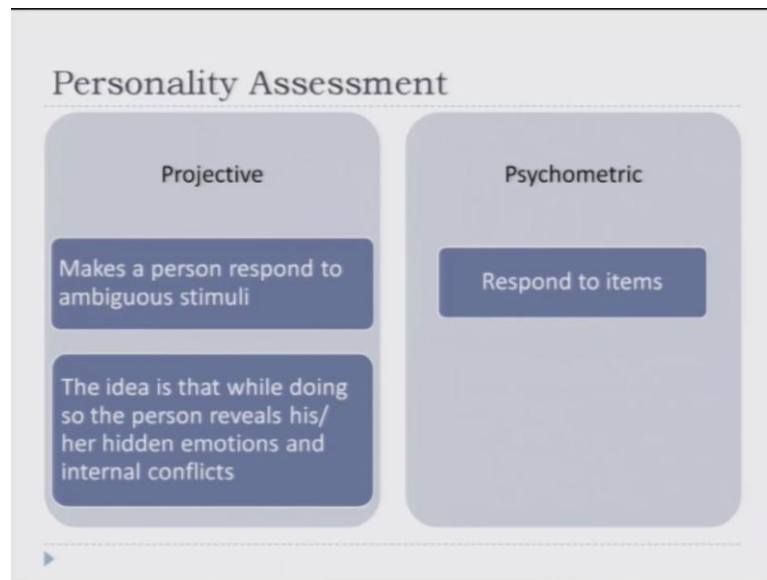 Personality Assessment
Projective
Makes a person respond to
ambiguous stimuli
The idea is that while doing
so the person reveals his/
her hidden emotions and
internal conflicts
Psychometric
Respond to items